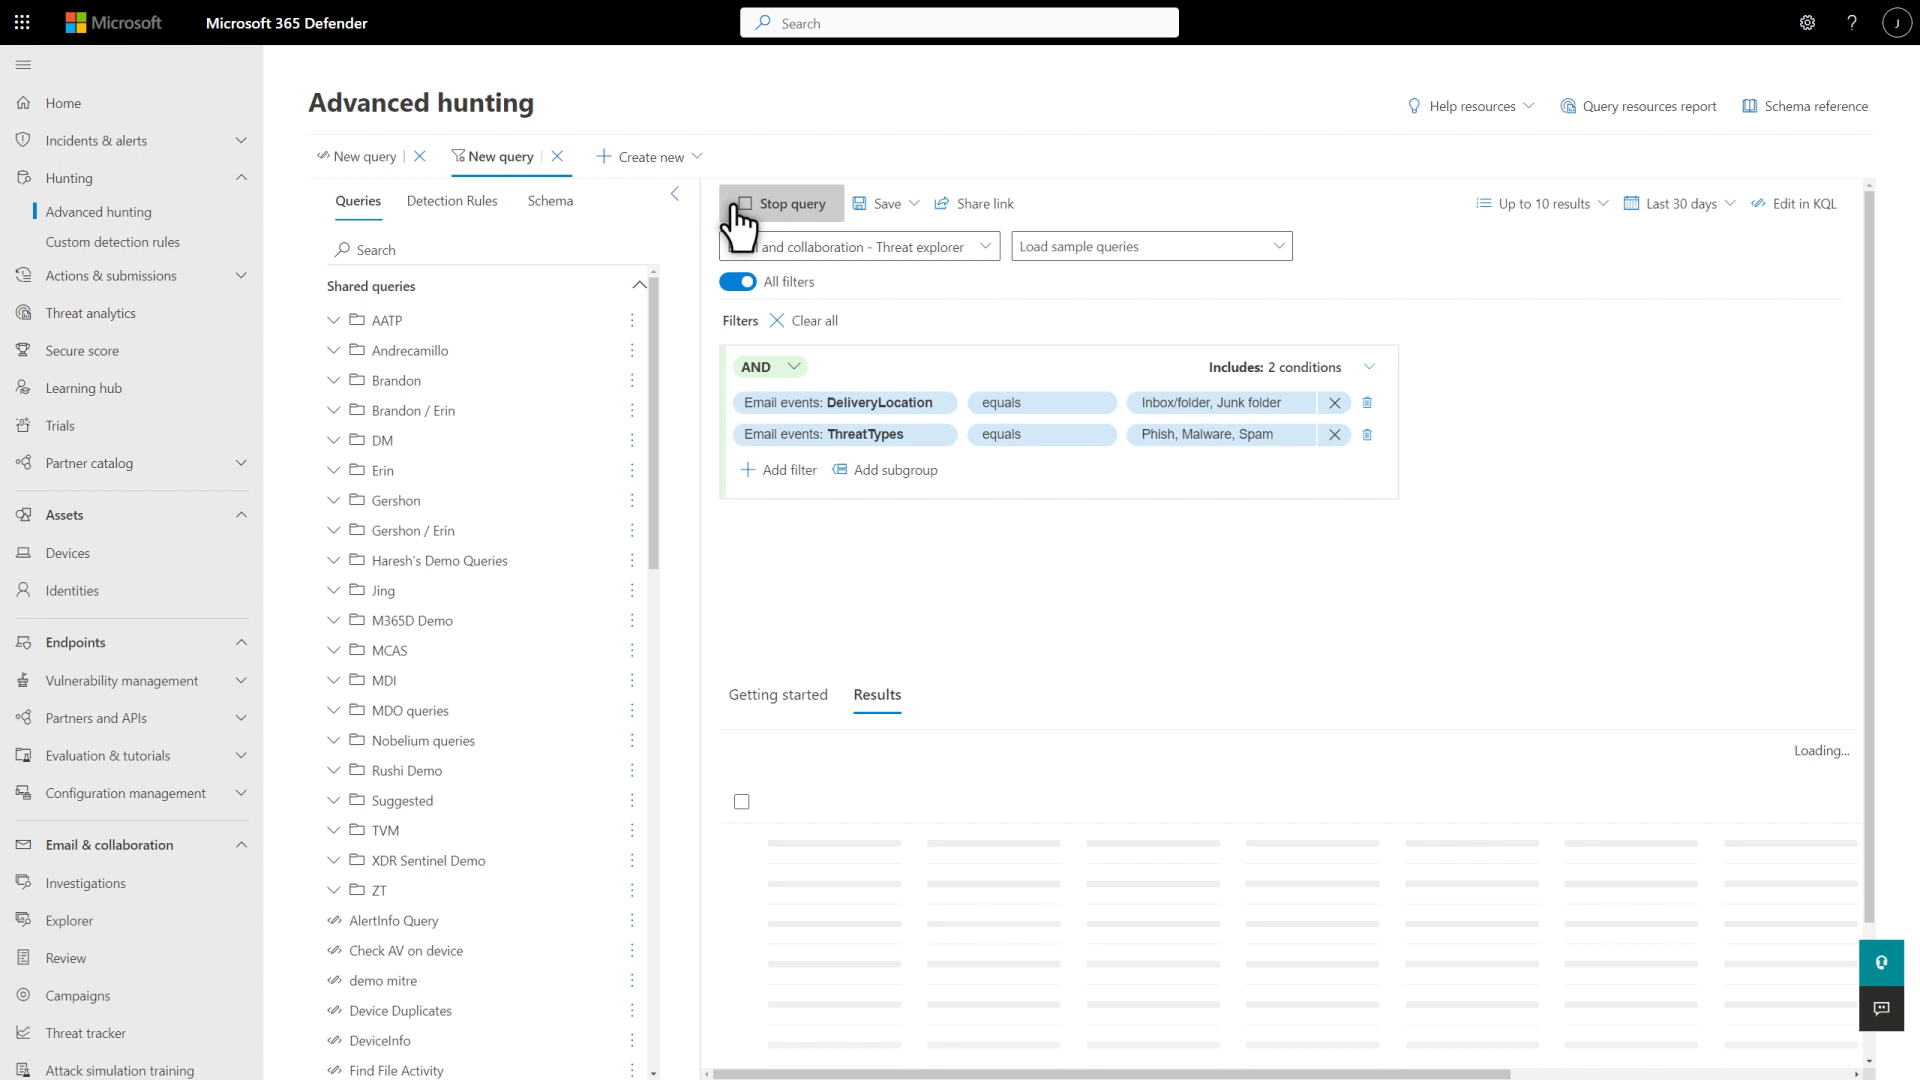 Microsoft
Microsoft 365 Defender
Search
?
J
Home
Incidents & alerts
Hunting
Advanced hunting
Custom detection rules
Actions & submissions
Threat analytics
Secure score
Learning hub
Trials
Partner catalog
Assets
Devices
Identities
Endpoints
Vulnerability management
Partners and APIs
Evaluation & tutorials
Configuration management
Email & collaboration
Investigations
Explorer
Review
Campaigns
Threat tracker
Attack simulation training
Advanced hunting
Help resources
Query resources report
Schema reference
New query
New query
Create new
Queries
Detection Rules
Schema
Search
Shared queries
AATP
Andrecamillo
Brandon
Brandon / Erin
DM
Erin
Gershon
Gershon / Erin
Haresh's Demo Queries
Jing
M365D Demo
MCAS
MDI
MDO queries
Nobelium queries
Rushi Demo
Suggested
TVM
XDR Sentinel Demo
ZT
AlertInfo Query
Check AV on device
demo mitre
Device Duplicates
DeviceInfo
Find File Activity
Stop query
Save
Share link
Up to 10 results
Last 30 days
Edit in KQL
and collaboration - Threat explorer
Load sample queries
All filters
Filters
Clear all
AND
Includes: 2 conditions
Email events: DeliveryLocation
equals
Inbox/folder, Junk folder
Email events: ThreatTypes
equals
Phish, Malware, Spam
Add filter
Add subgroup
Getting started
Results
Loading...